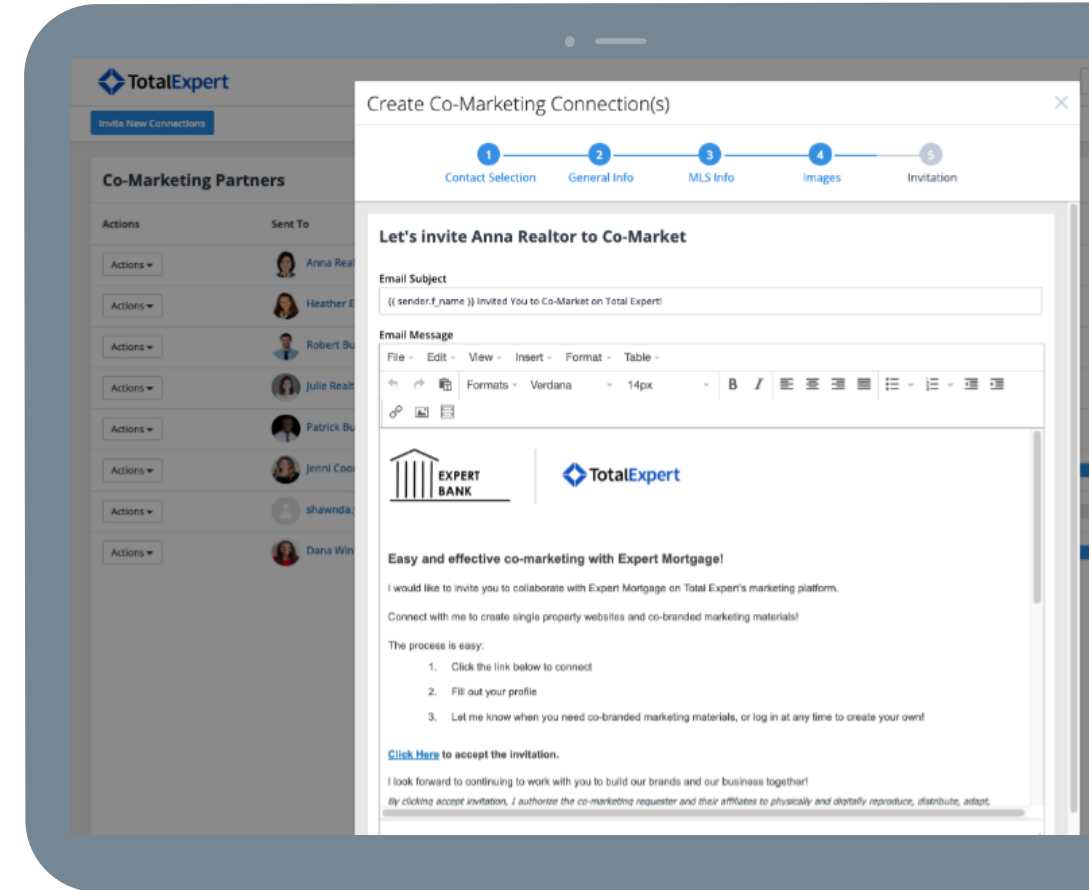 TotalExpert
Invite New Connections
Co-Marketing Partners
Actions
Sent To
Actions
Anna
Actions
Heather
Actions
Robert
Actions
Julie
Actions
Patrick
Actions
Jenni
Actions
shawnda.
Actions
Dana
Create Co-Marketing Connection(s)
1
2
3
4
5
Contact Selection
General Info
MLS Info
Images
Invitation
Let's invite Anna Realtor to Co-Market
Email Subject
{{ sender.f_name }} Invited You to Co-Market on Total Expert!
Email Message
File Edit View Insert Format Table
Formats Verdana 14px B I
EXPERT
BANK
TotalExpert
Easy and effective co-marketing with Expert Mortgage!
I would like to invite you to collaborate with Expert Mortgage on Total Expert's marketing platform.
Connect with me to create single property websites and co-branded marketing materials!
The process is easy:
1. Click the link below to connect
2. Fill out your profile
3. Let me know when you need co-branded marketing materials, or log in at any time to create your own!
Click Here to accept the invitation.
I look forward to continuing to work with you to build our brands and our business together!
By clicking accept invitation, I authorize the co-marketing requester and their affiliates to physically and digitally reproduce, distribute, adapt,